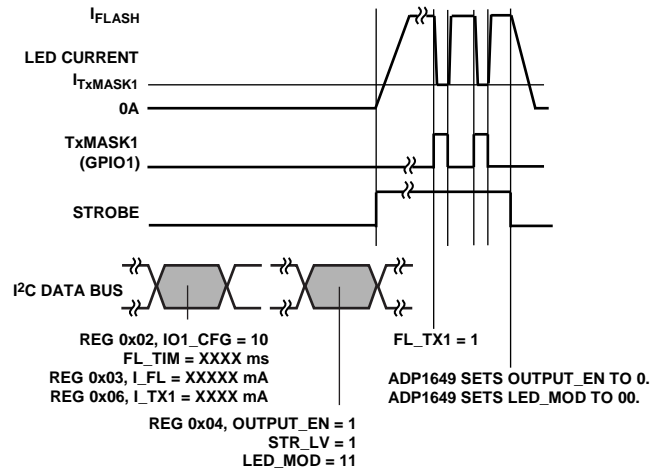 IFLASH
LED CURRENT
ITxMASK1
0A
TxMASK1
(GPIO1)
STROBE
I2C DATA BUS
REG 0x02, IO1_CFG = 10
FL_TIM = XXXX ms
REG 0x03, I_FL = XXXXX mA
REG 0x06, I_TX1 = XXXX mA
REG 0x04, OUTPUT_EN = 1
STR_LV = 1
LED_MOD = 11
FL_TX1 = 1
ADP1649 SETS OUTPUT_EN TO 0.
ADP1649 SETS LED_MOD TO 00.